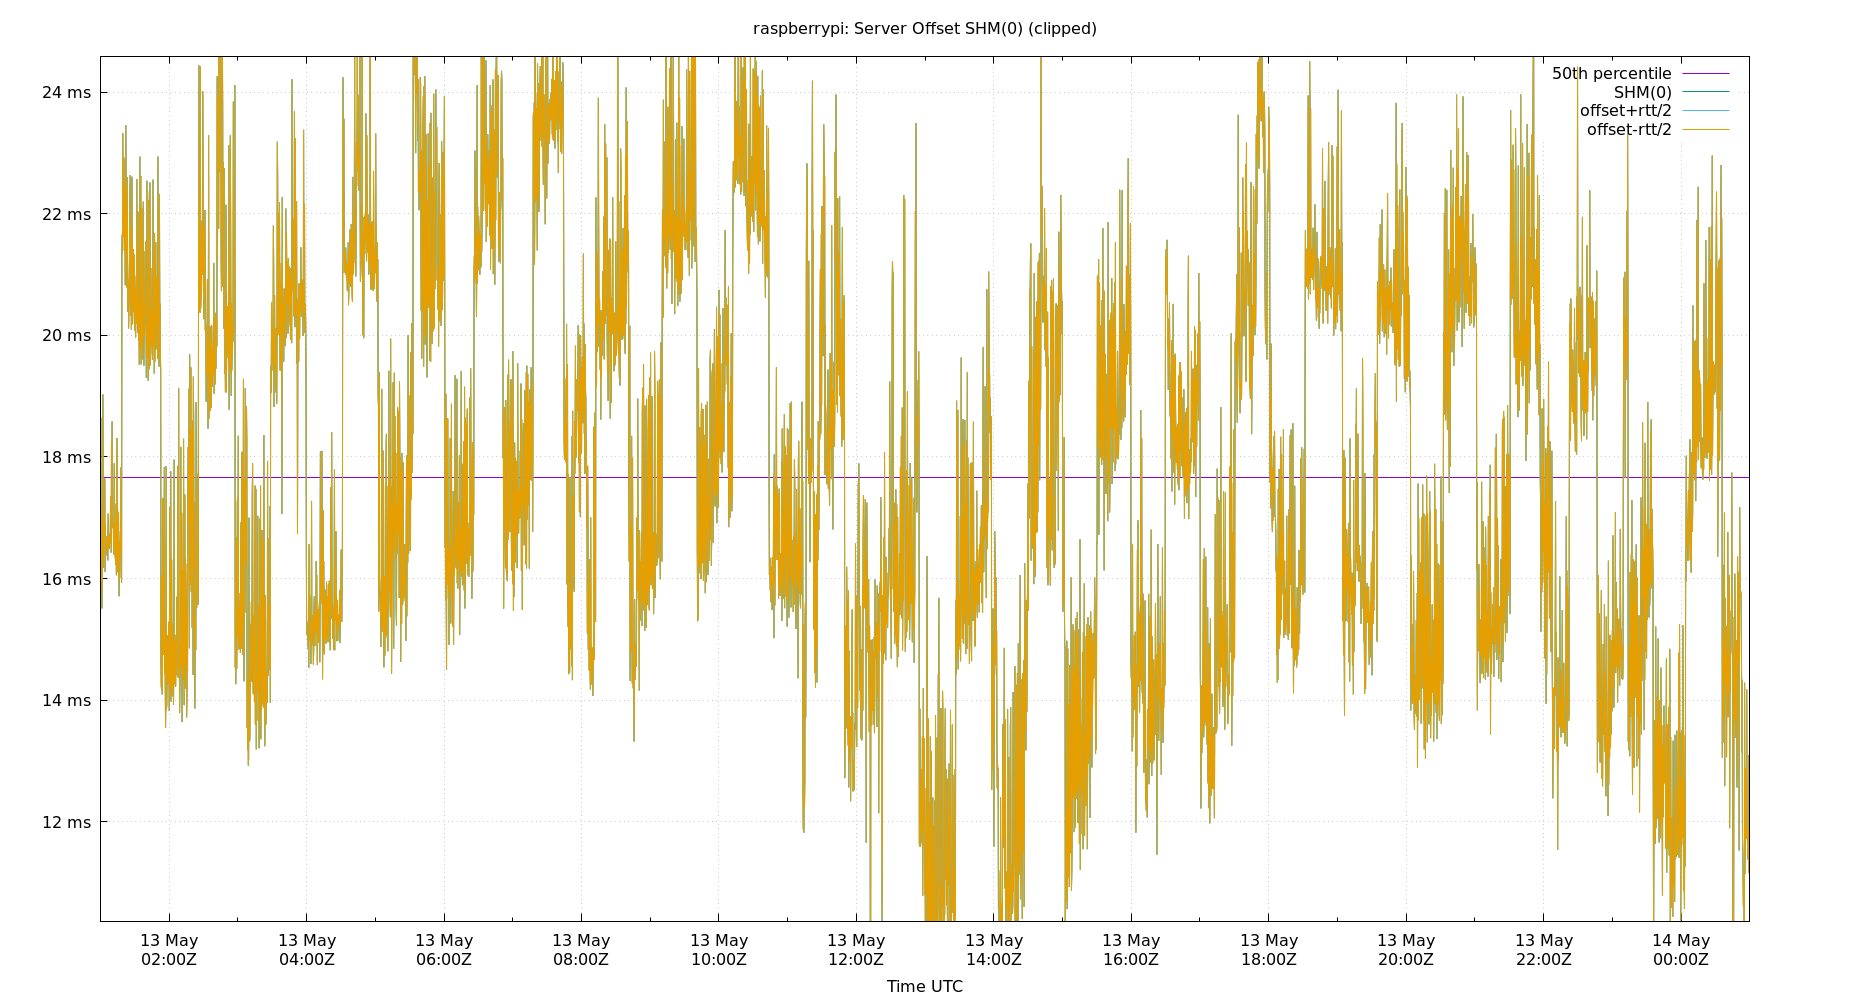 raspberrypi: Server Offset SHM(0) (clipped)
50th percentile
SHM(0)
offset+rtt/2
offset-rtt/2
24 ms
22 ms
20 ms
18 ms
16 ms
14 ms
12 ms
13 May 13 May 13 May 13 May 13 May 13 May 13 May 13 May 13 May 13 May 13 May 14 May
02:00Z 04:00Z 06:00Z 08:00Z 10:00Z 12:00Z 14:00Z 16:00Z 18:00Z 20:00Z 22:00Z 00:00Z
Time UTC